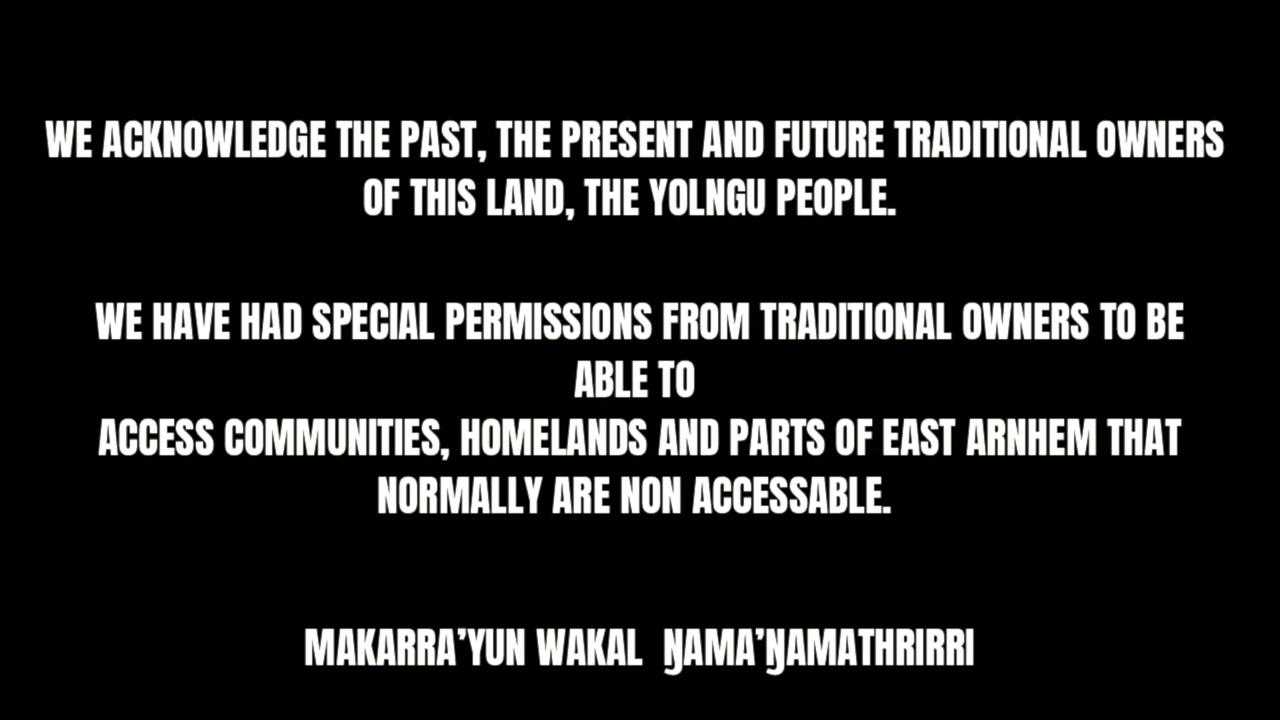 WE ACKNOWLEDGE THE PAST, THE PRESENT AND FUTURE TRADITIONAL OWNERS
OF THIS LAND, THE YOLNGU PEOPLE.
WE HAVE HAD SPECIAL PERMISSIONS FROM TRADITIONAL OWNERS TO BE
ABLE TO
ACCESS COMMUNITIES, HOMELANDS AND PARTS OF EAST ARNHEM THAT
NORMALLY ARE NON ACCESSABLE.
MAKARRA’YUN WAKAL ŊAMA’ŊAMATHRIRRI